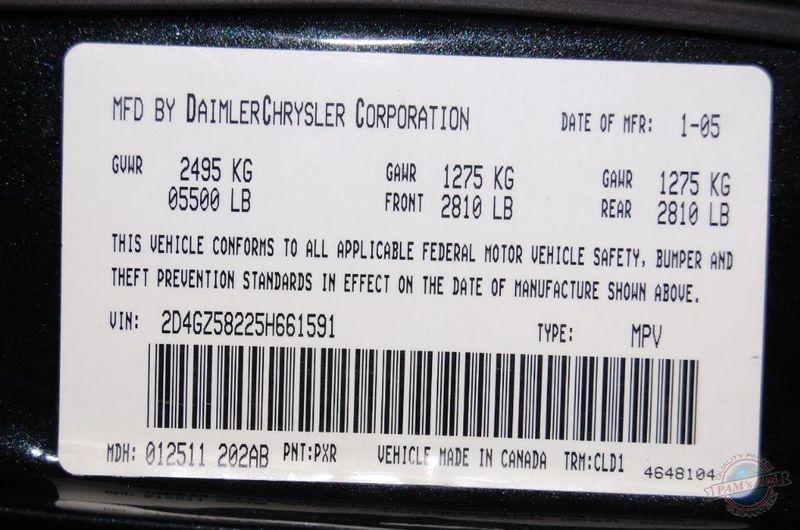 MFD BY DAIMLERCHRYSLER CORPORATION DATE OF MFR: 1-05
GVWR 2495 KG GAWR 1275 KG GAWR 1275 KG
05500 LB FRONT 2810 LB REAR 2810 LB
THIS VEHICLE CONFORMS TO ALL APPLICABLE FEDERAL MOTOR VEHICLE SAFETY, BUMPER AND
THEFT PREVENTION STANDARDS IN EFFECT ON THE DATE OF MANUFACTURE SHOWN ABOVE.
VIN: 2D4GZ58225H661591 TYPE: MPV
MDH: 012511 202AB PNT:PXR VEHICLE MADE IN CANADA TRM:CLD1 4648104
QUALITY
PAM's